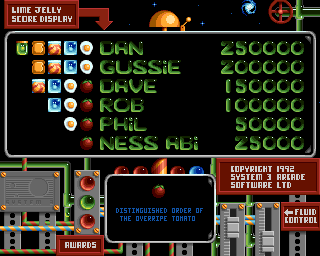 LIME JELLY
SCORE DISPLAY
DAN 250000
GUSSIE 200000
DAVE 150000
ROB 100000
PHIL 50000
NESS ABI 25000
COPYRIGHT 1992
SYSTEM 3 ARCADE
SOFTWARE LTD
DISTINGUISHED ORDER OF
THE OVERRIPE TOMATO
FLUID
CONTROL
AWARDS